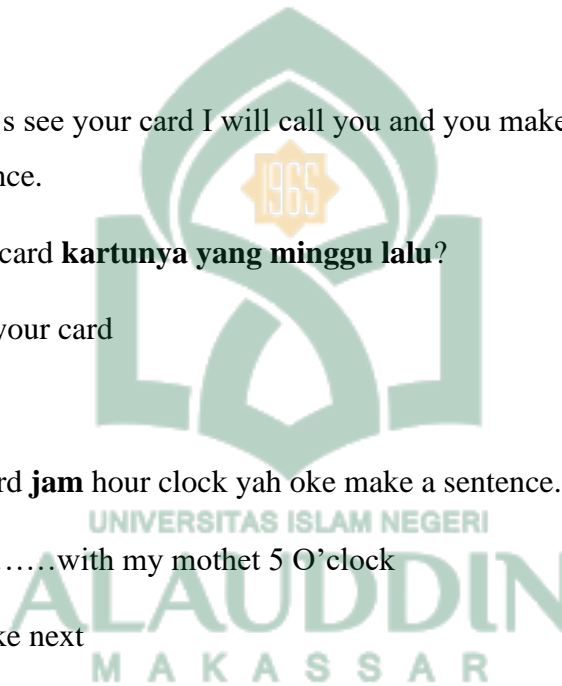 s see your card I will call you and you make
nce.
card kartunya yang minggu lalu?
your card
1965
rd jam hour clock yah oke make a sentence.
UNIVERSITAS ISLAM NEGERI
……with my mothet 5 O’clock
ALAUDDIN
ke next
MAKASSAR